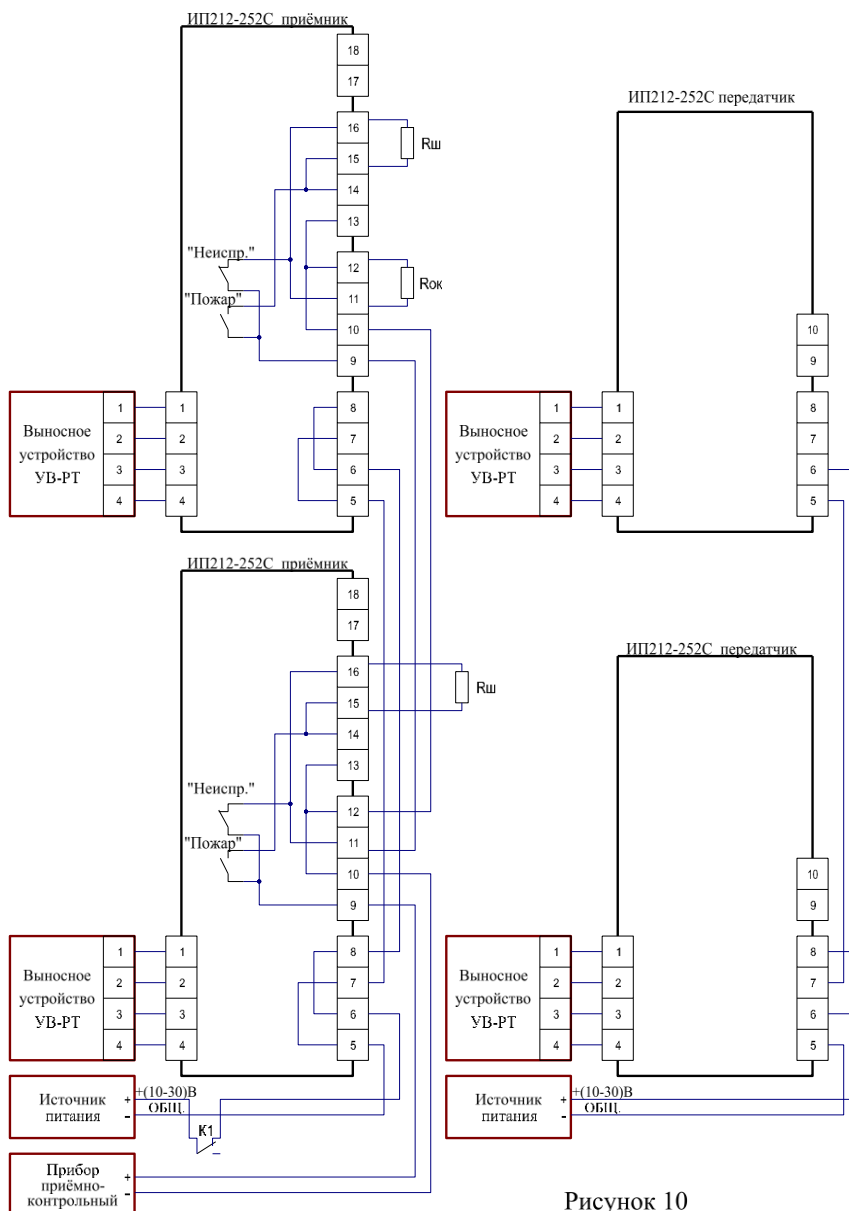 ИП212-252С приёмник
18
17
16
15
14
13
12
11
10
9
8
7
6
5
Rш
Rок
"Неиспр."
"Пожар"
Выносное
устройство
УВ-РТ
1
2
3
4
1
2
3
4
ИП212-252С передатчик
10
9
8
7
6
5
Выносное
устройство
УВ-РТ
1
2
3
4
1
2
3
4
ИП212-252С приёмник
18
17
16
15
14
13
12
11
10
9
8
7
6
5
Rш
"Неиспр."
"Пожар"
Выносное
устройство
УВ-РТ
1
2
3
4
1
2
3
4
ИП212-252С передатчик
10
9
8
7
6
5
Выносное
устройство
УВ-РТ
1
2
3
4
1
2
3
4
Источник
питания
+
-
+(10-30)В
ОБЩ.
К1
Источник
питания
+
-
+(10-30)В
ОБЩ.
Прибор
приёмно-
контрольный
+
-
Рисунок 10